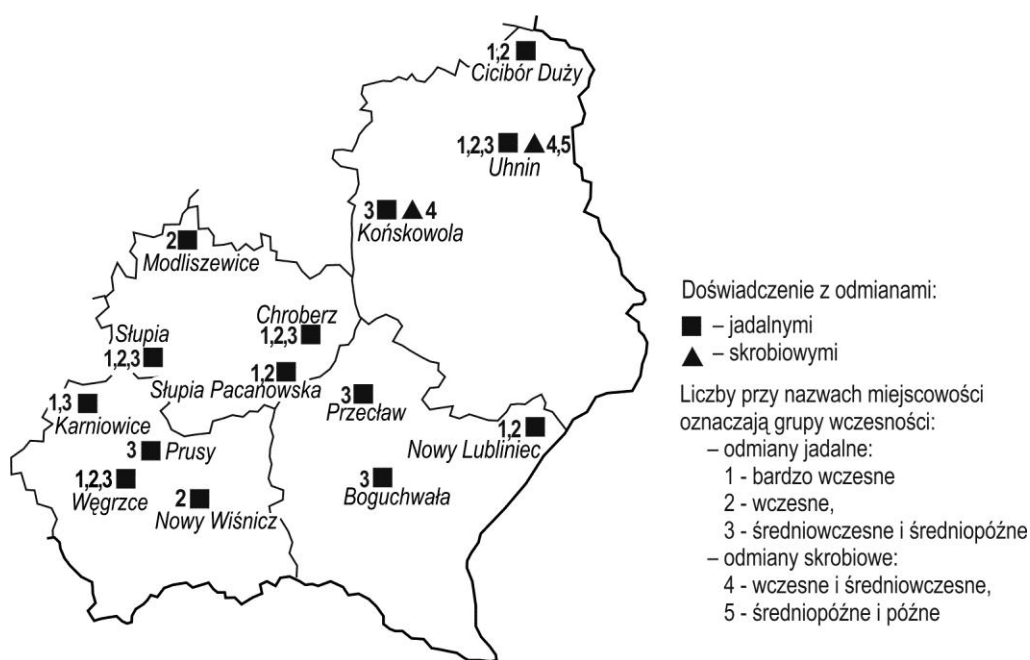 1,2
Cicibór Duży
1,2,3 4,5
Uhnin
3 4
Końskowola
2
Modliszewice
Chroberz
1,2,3
Słupia
1,2,3
1,2
Słupia Pacanowska
3
Przecław
1,3
Karniowice
1,2
Nowy Lubliniec
3 Prusy
1,2,3
Węgrzce
3
Boguchwała
2
Nowy Wiśnicz
Doświadczenie z odmianami:
– jadalnymi
– skrobiowymi
Liczby przy nazwach miejscowości
oznaczają grupy wczesności:
– odmiany jadalne:
1 - bardzo wczesne
2 - wczesne,
3 - średniowczesne i średniopóźne
– odmiany skrobiowe:
4 - wczesne i średniowczesne,
5 - średniopóźne i późne